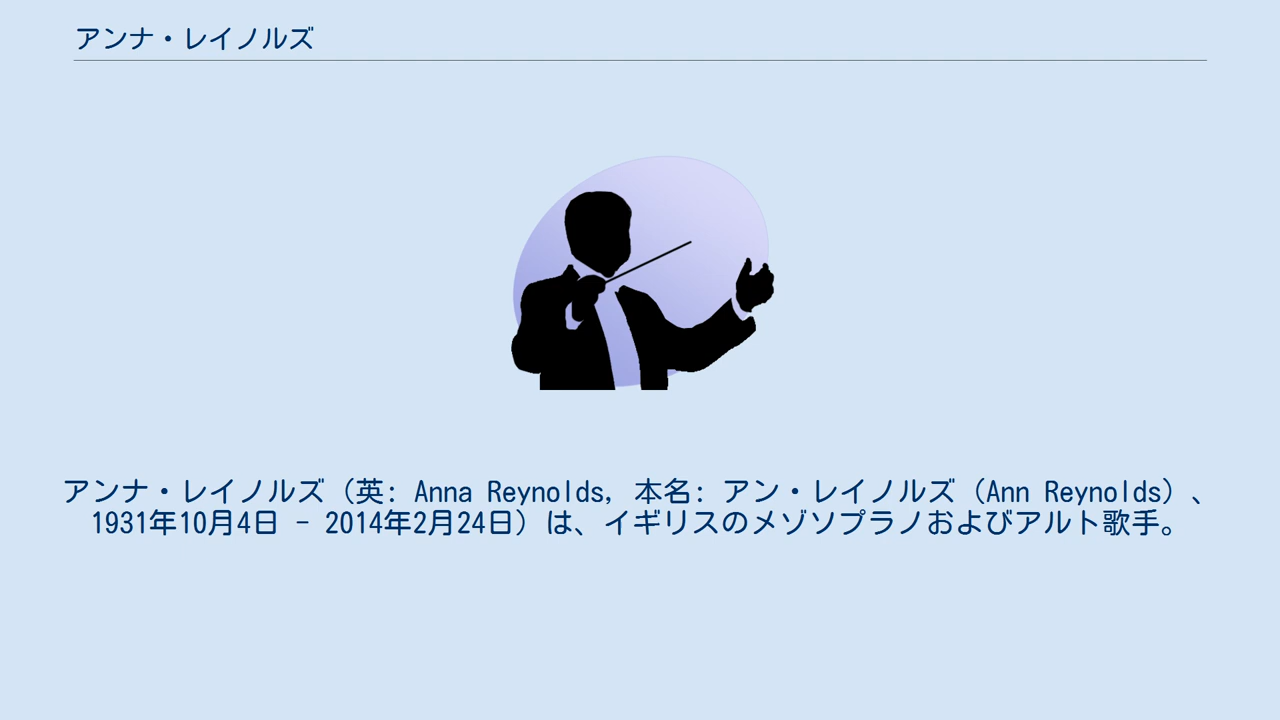 アンナ・レイノルズ
アンナ・レイノルズ（英: Anna Reynolds, 本名: アン・レイノルズ（Ann Reynolds）、
1931年10月4日 - 2014年2月24日）は、イギリスのメゾソプラノおよびアルト歌手。